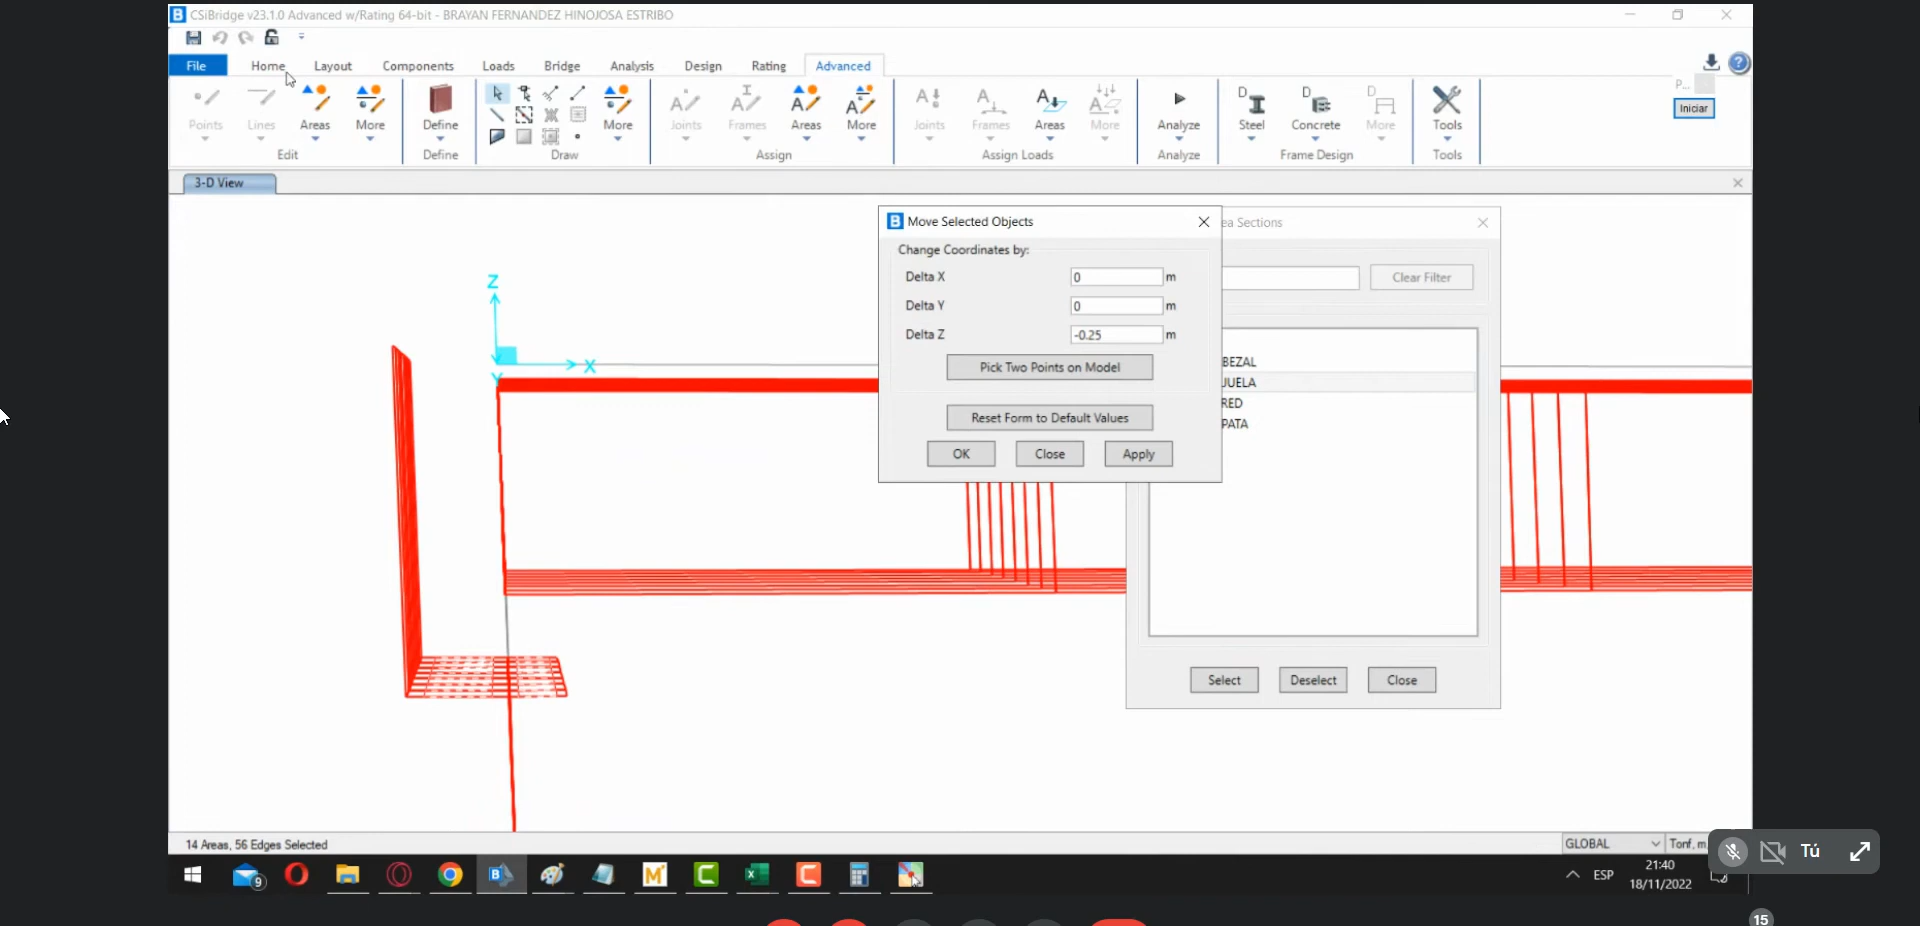 CSiBridge v23.1.0 Advanced w/Rating 64-bit - BRAYAN FERNANDEZ HINOJOSA ESTRIBO
File Home Layout Components Loads Bridge Analysis Design Rating Advanced
P...
Iniciar
Points Lines Areas More Define More Joints Frames Areas More Joints Frames Areas More Analyze Steel Concrete More Tools
Edit Define Draw Assign Assign Loads Analyze Frame Design Tools
3-D View
Move Selected Objects
ea Sections
Change Coordinates by:
Delta X 0 m
Clear Filter
Delta Y 0 m
Delta Z -0.25 m
Pick Two Points on Model
BEZAL
JUELA
RED
PATA
Reset Form to Default Values
OK Close Apply
Select Deselect Close
Z
X
Y
14 Areas, 56 Edges Selected
GLOBAL
Tonf, m,
Tú
9
ESP
21:40
18/11/2022
15